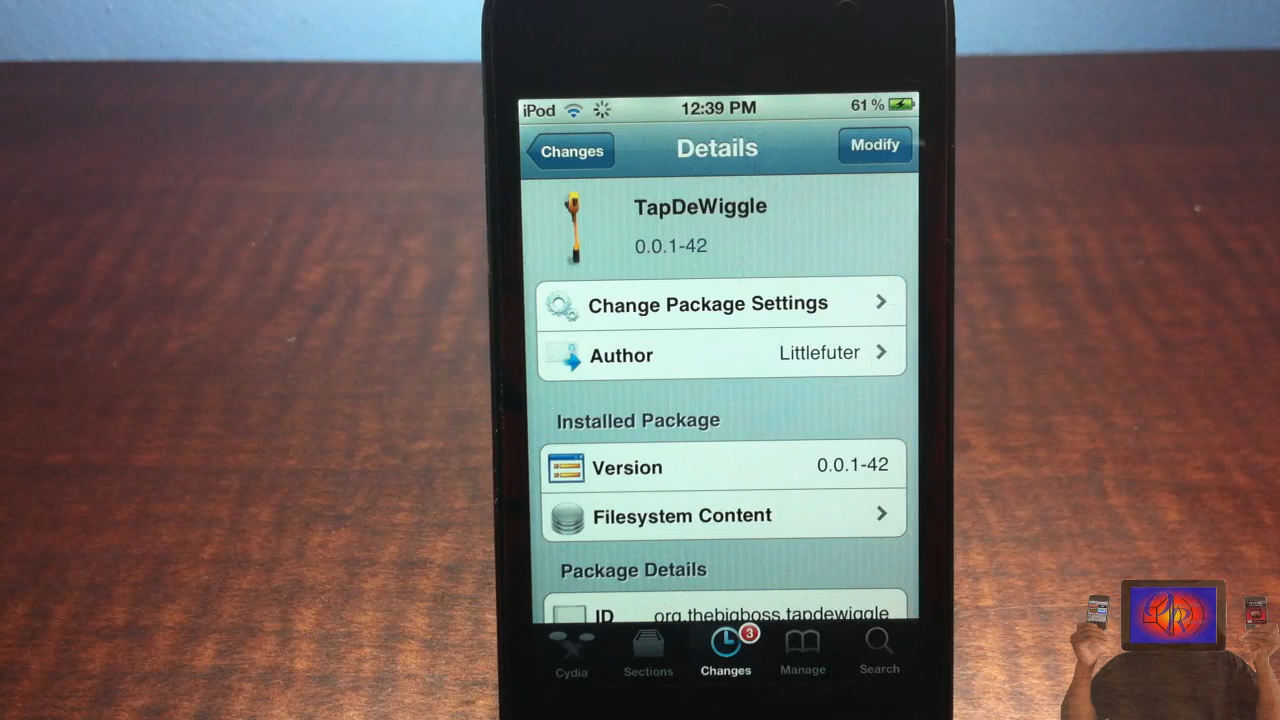 iPod 12:39 PM 61%
Changes Details Modify
TapDeWiggle
0.0.1-42
Change Package Settings
Author Littlefuter
Installed Package
Version 0.0.1-42
Filesystem Content
Package Details
ID org.thebigboss.tapdewiggle
3
Cydia Sections Changes Manage Search